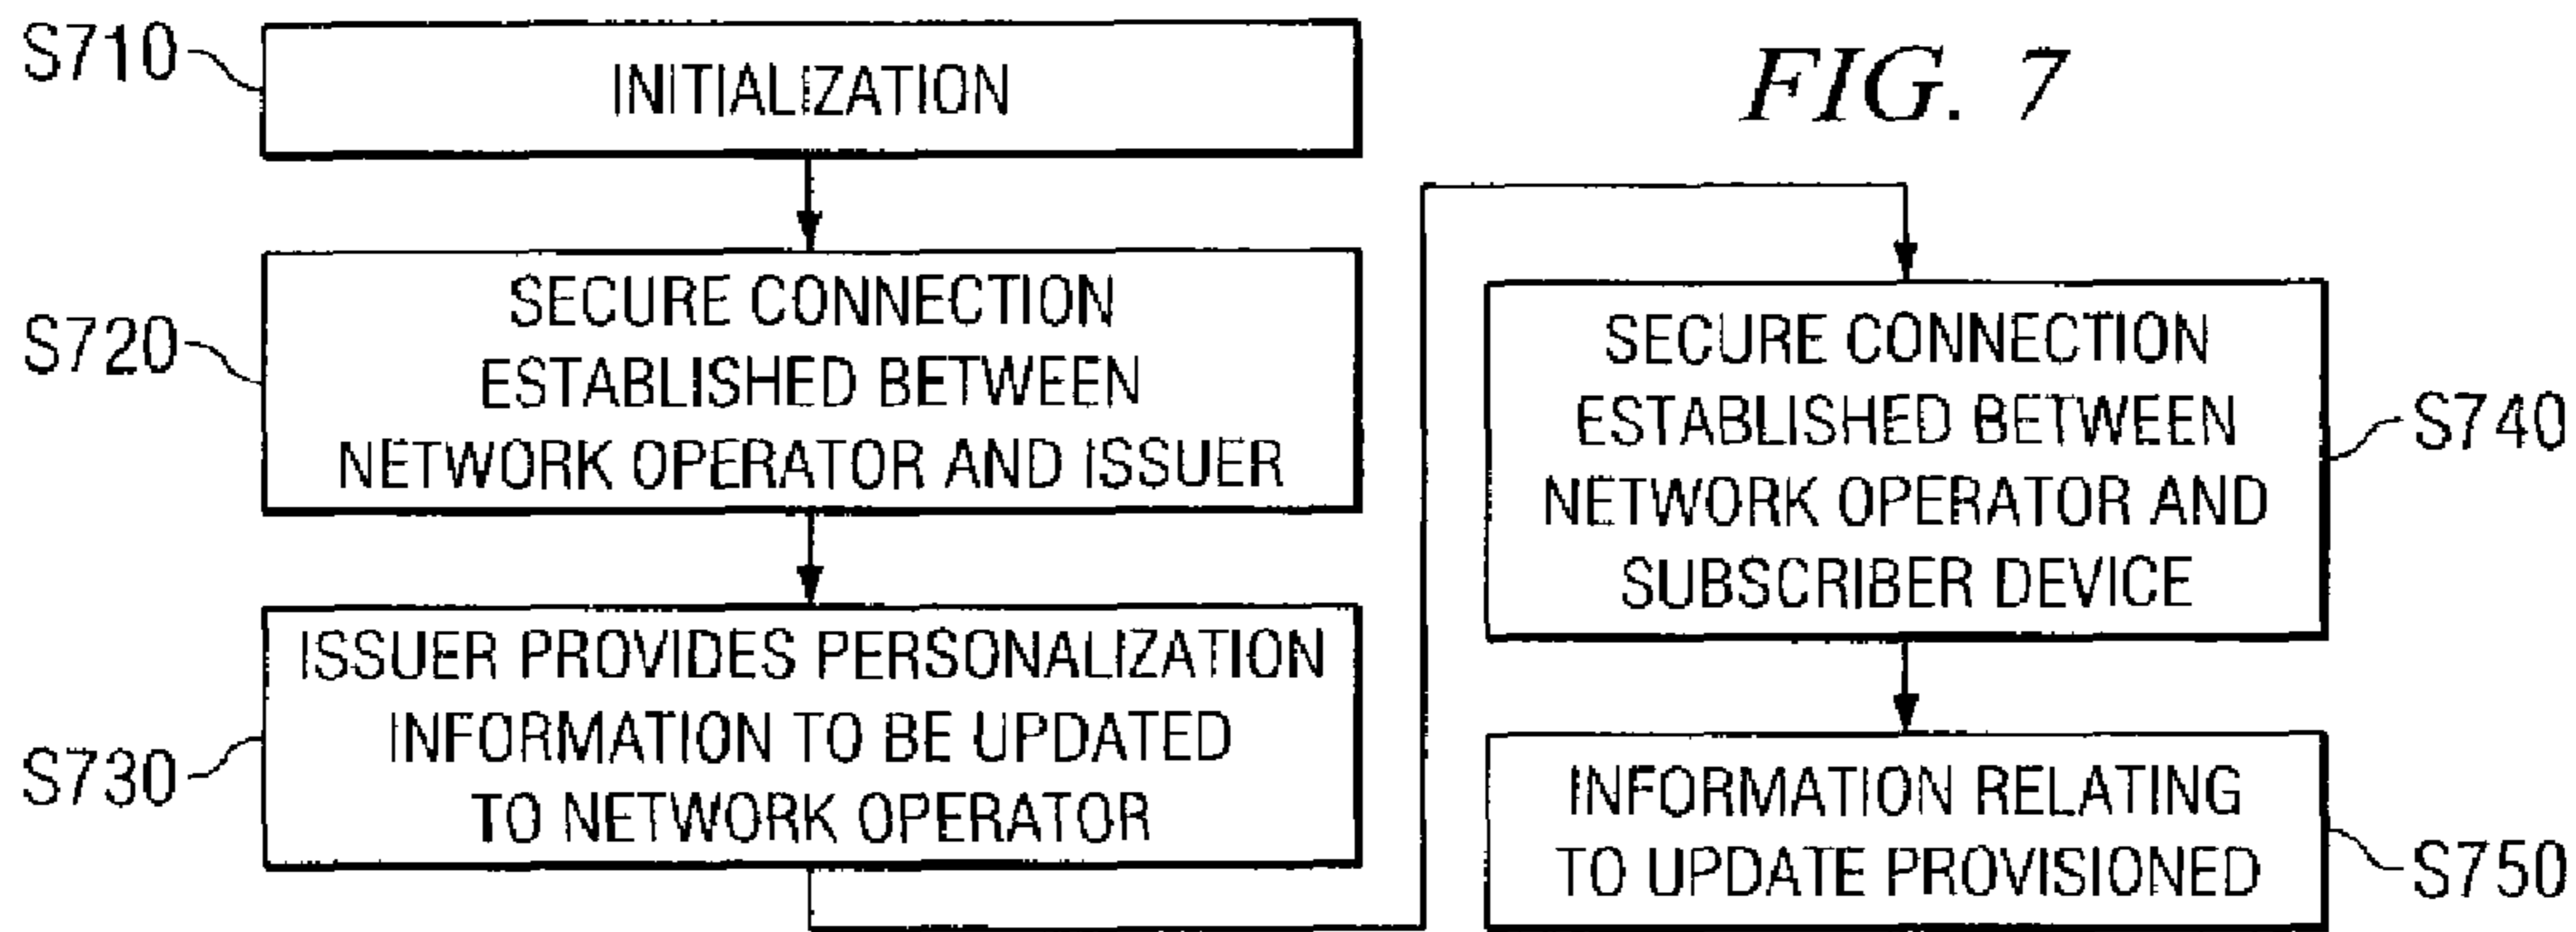 FIG. 7
S710
INITIALIZATION
S720
SECURE CONNECTION
ESTABLISHED BETWEEN
NETWORK OPERATOR AND ISSUER
S730
ISSUER PROVIDES PERSONALIZATION
INFORMATION TO BE UPDATED
TO NETWORK OPERATOR
SECURE CONNECTION
ESTABLISHED BETWEEN
NETWORK OPERATOR AND
SUBSCRIBER DEVICE
S740
INFORMATION RELATING
TO UPDATE PROVISIONED
S750